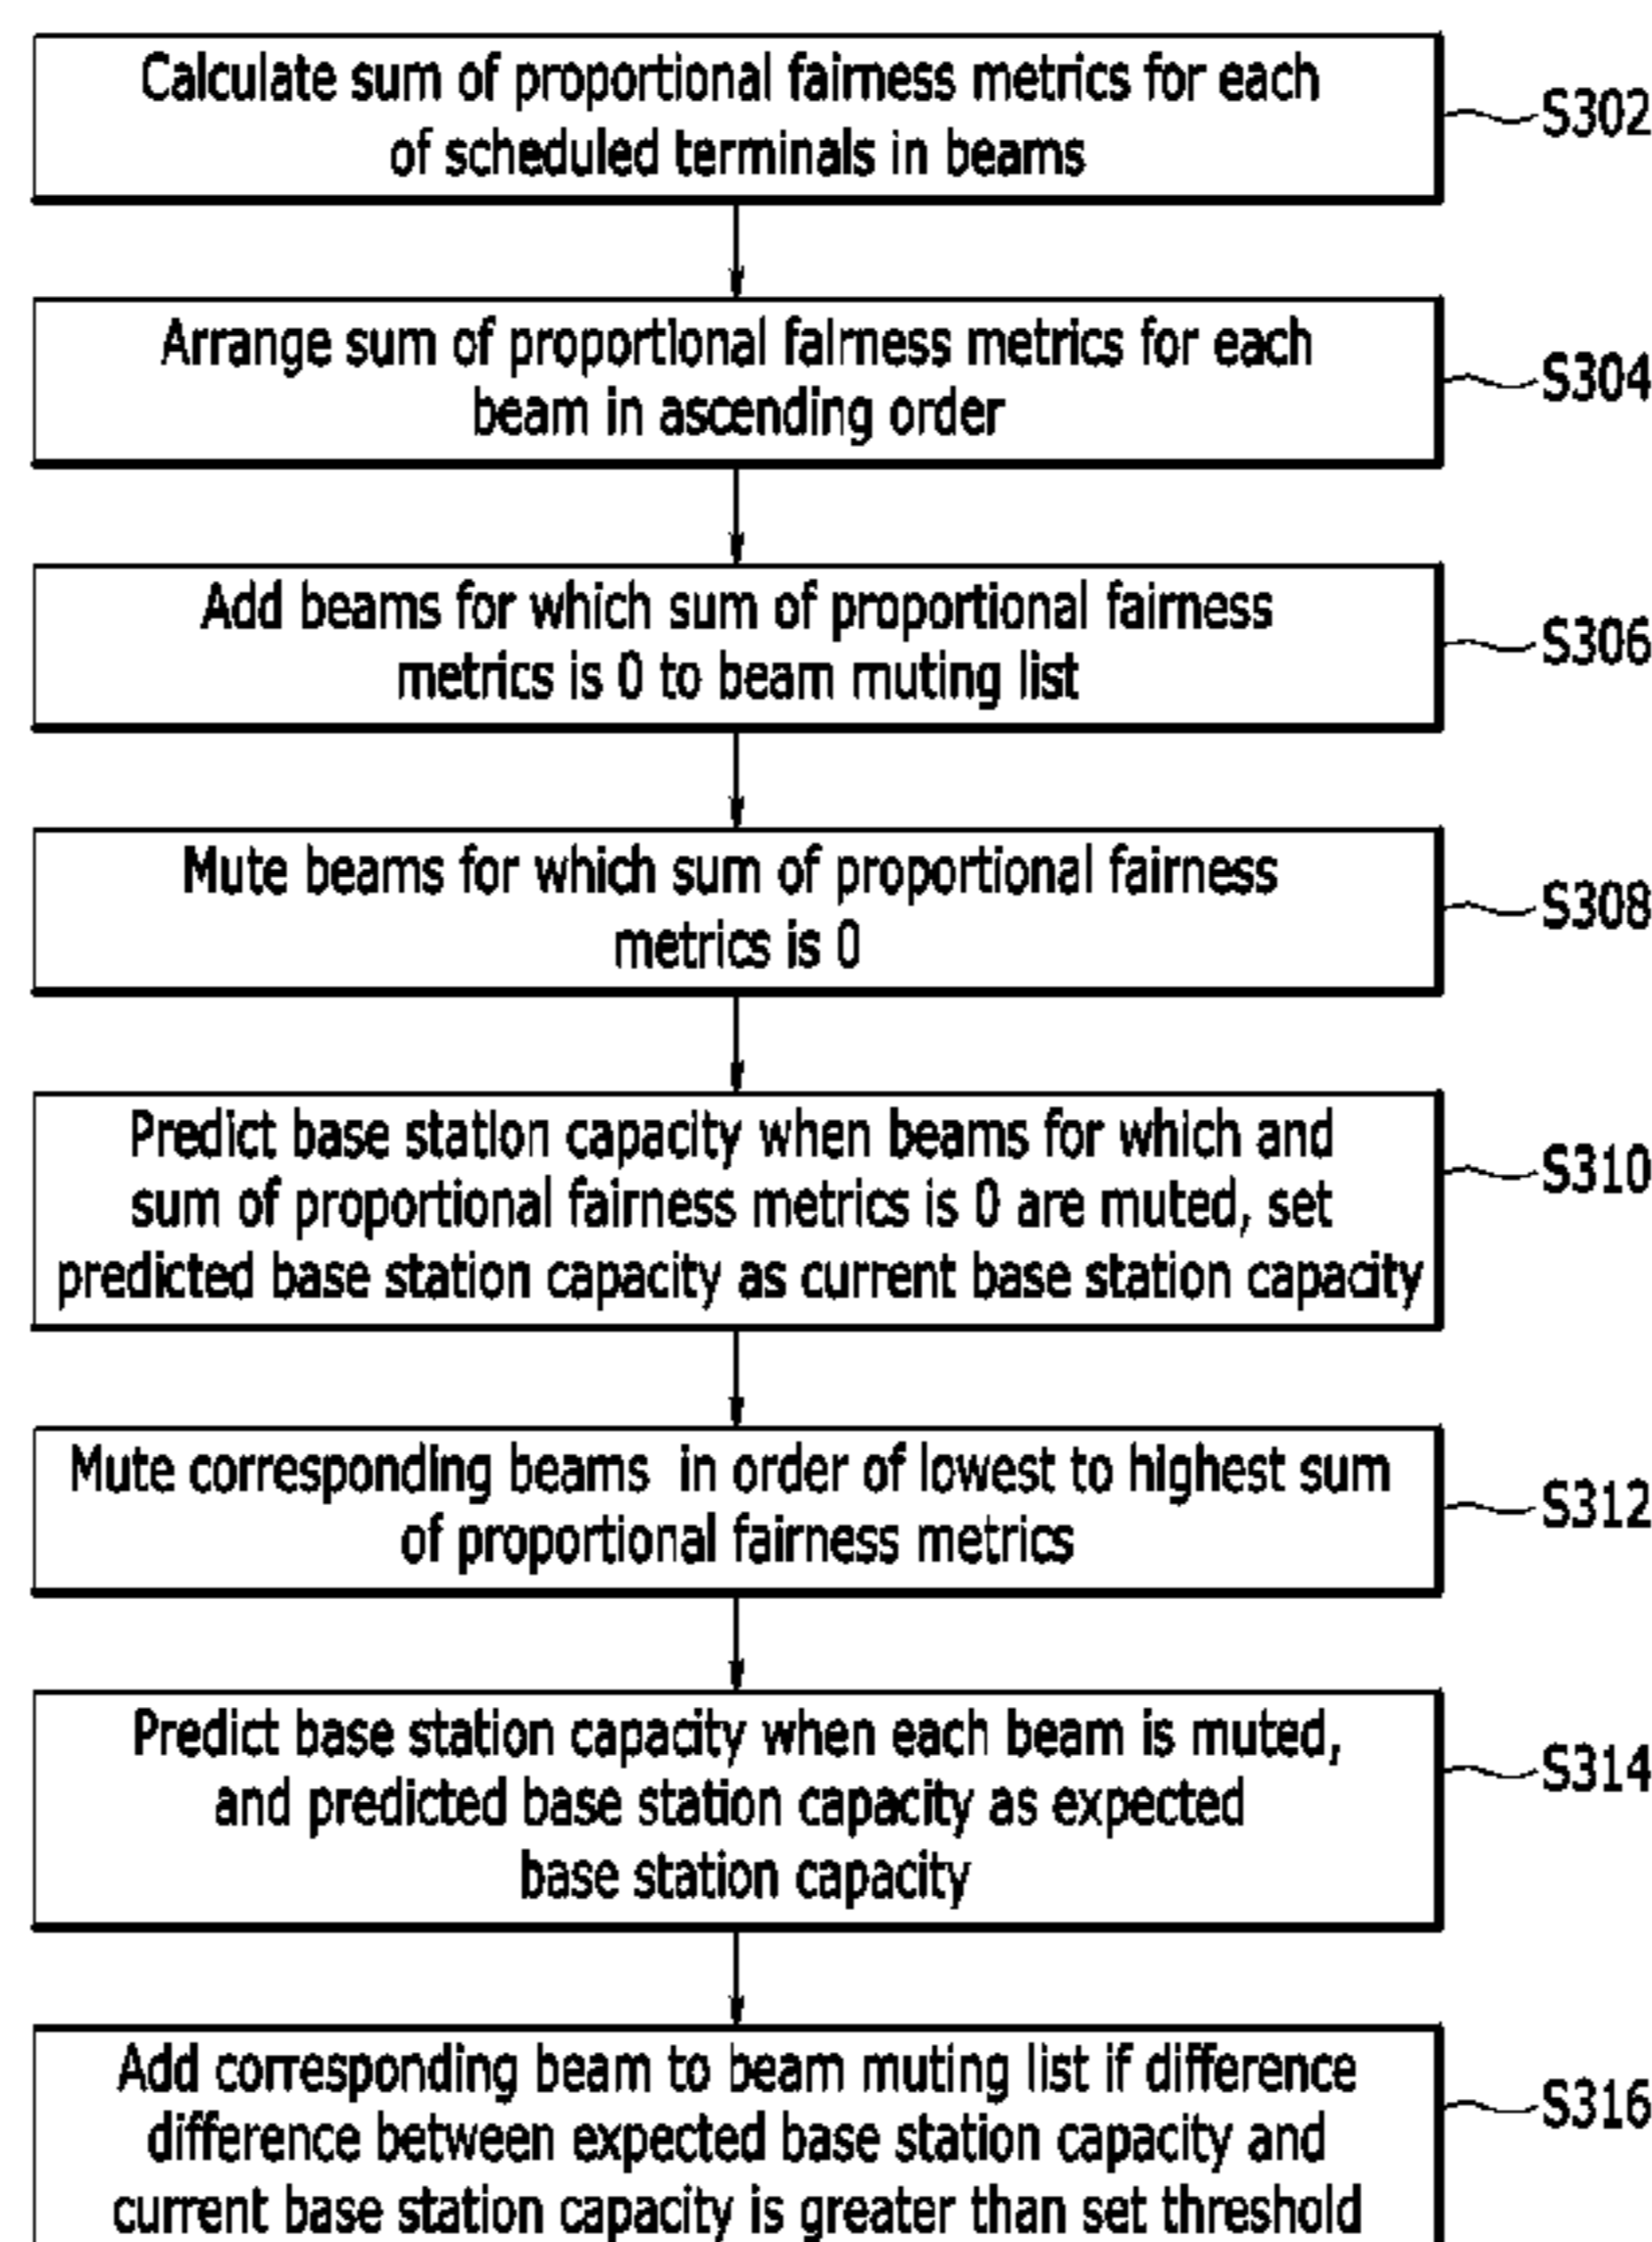 Calculate sum of proportional fairness metrics for each
of scheduled terminals in beams
S302
Arrange sum of proportional fairness metrics for each
beam in ascending order
S304
Add beams for which sum of proportional fairness
metrics is 0 to beam muting list
S306
Mute beams for which sum of proportional fairness
metrics is 0
S308
Predict base station capacity when beams for which and
sum of proportional fairness metrics is 0 are muted, set
predicted base station capacity as current base station capacity
S310
Mute corresponding beams in order of lowest to highest sum
of proportional fairness metrics
S312
Predict base station capacity when each beam is muted,
and predicted base station capacity as expected
base station capacity
S314
Add corresponding beam to beam muting list if difference
difference between expected base station capacity and
current base station capacity is greater than set threshold
S316